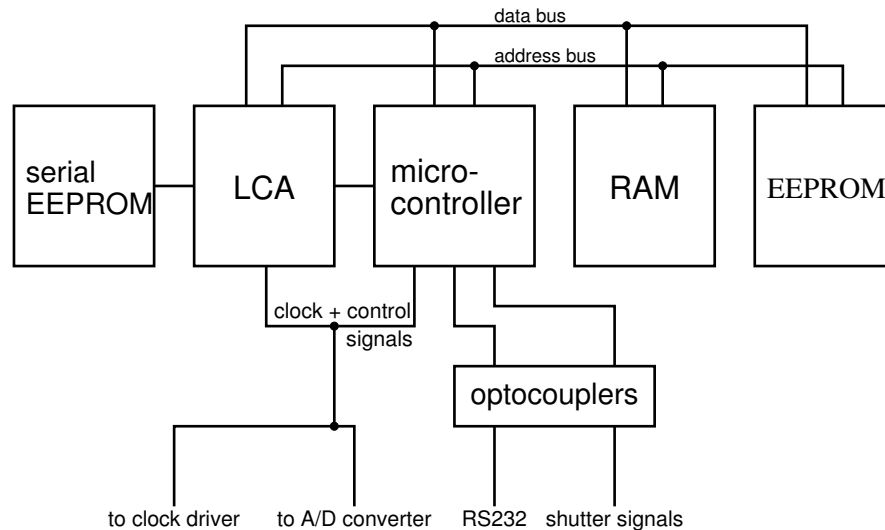 data bus
address bus
serial
EEPROM
LCA
micro-
controller
RAM
EEPROM
clock + control
signals
optocouplers
to clock driver
to A/D converter
RS232
shutter signals